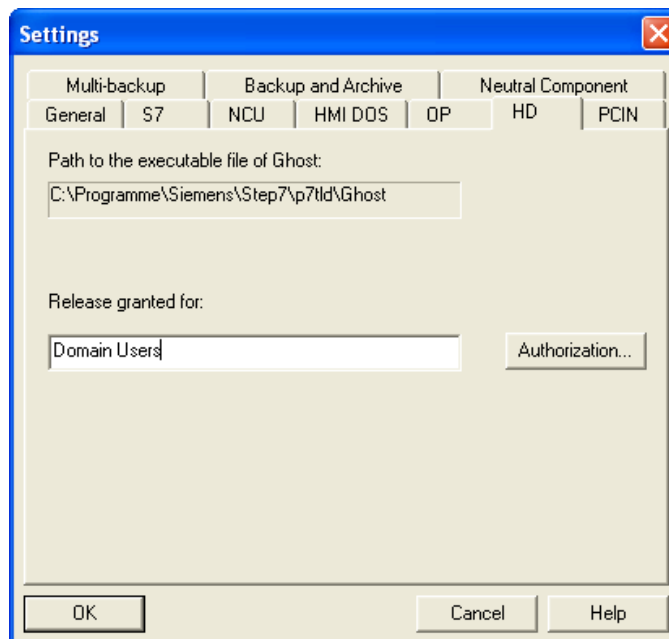 Settings
Multi-backup Backup and Archive Neutral Component
General S7 NCU HMI DOS OP HD PCIN
Path to the executable file of Ghost:
C:\Programme\Siemens\Step7\p7tld\Ghost
Release granted for:
Domain Users
Authorization...
OK Cancel Help